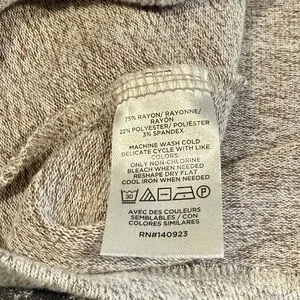 75% RAYON/ RAYONNE/
RAYON
22% POLYESTER/ POLIÉSTER
3% SPANDEX
MACHINE WASH COLD
DELICATE CYCLE WITH LIKE
COLORS
ONLY NON-CHLORINE
BLEACH WHEN NEEDED
RESHAPE DRY FLAT
COOL IRON WHEN NEEDED
30
P
AVEC DES COULEURS
SEMBLABLES / CON
COLORES SIMILARES
RN#140923